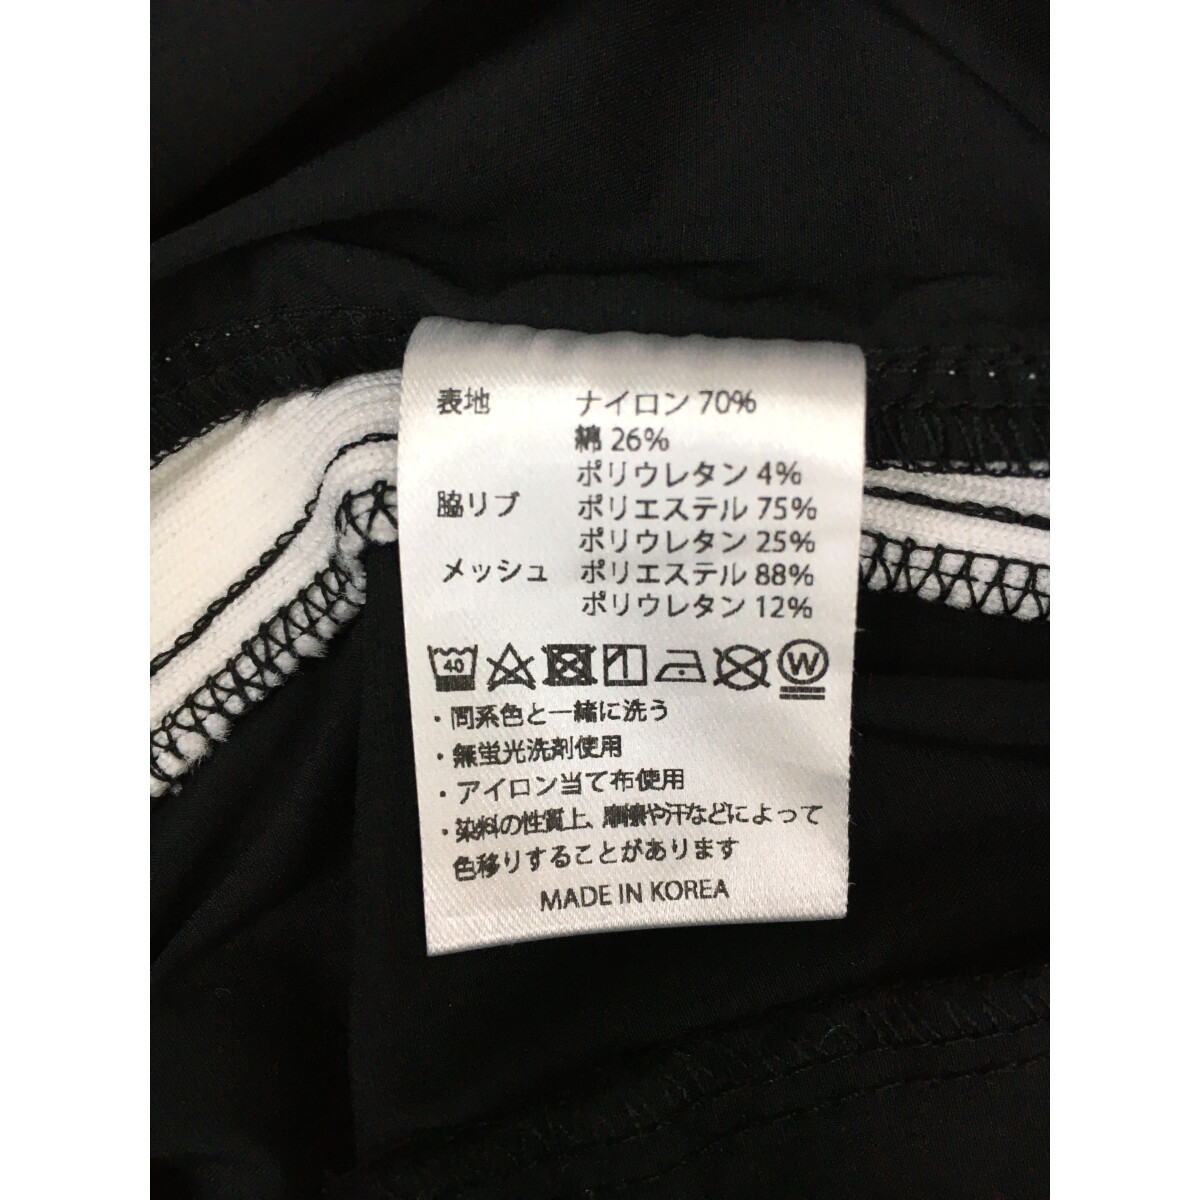 表地 ナイロン 70%
綿 26%
ポリウレタン 4%
脇リブ ポリエステル 75%
ポリウレタン 25%
メッシュ ポリエステル 88%
ポリウレタン 12%
40 W
・同系色と一緒に洗う
・無蛍光洗剤使用
・アイロン当て布使用
・染料の性質上、摩擦や汗などによって
色移りすることがあります
MADE IN KOREA